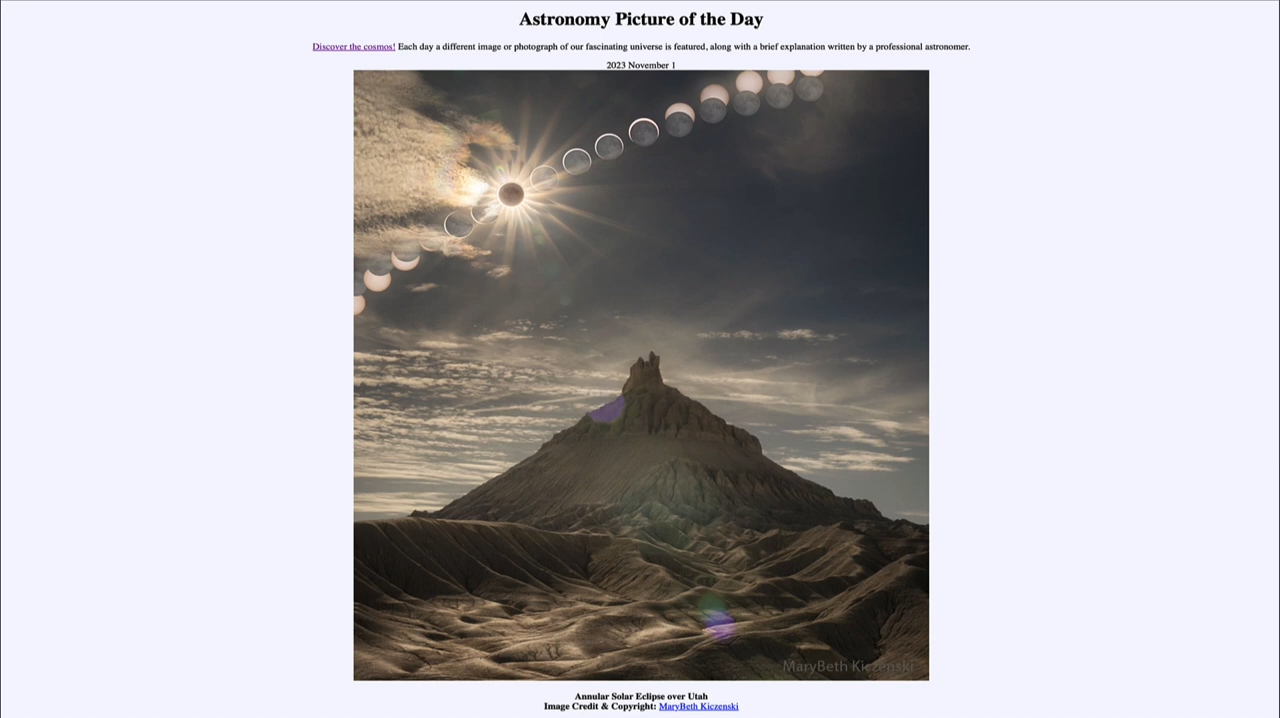 Astronomy Picture of the Day
Discover the cosmos! Each day a different image or photograph of our fascinating universe is featured, along with a brief explanation written by a professional astronomer.
2023 November 1
MaryBeth Kiczenski
Annular Solar Eclipse over Utah
Image Credit & Copyright: MaryBeth Kiczenski